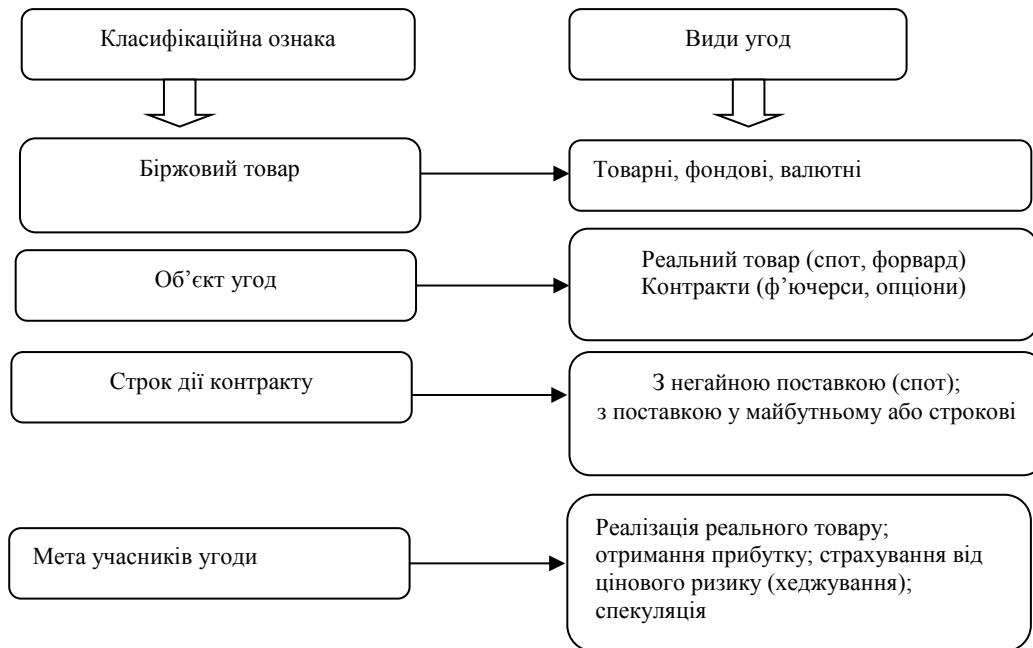 Класифікаційна ознака
Види угод
Біржовий товар
Товарні, фондові, валютні
Об’єкт угод
Реальний товар (спот, форвард)
Контракти (ф’ючерси, опціони)
Строк дії контракту
З негайною поставкою (спот);
з поставкою у майбутньому або строкові
Мета учасників угоди
Реалізація реального товару;
отримання прибутку; страхування від
цінового ризику (хеджування);
спекуляція